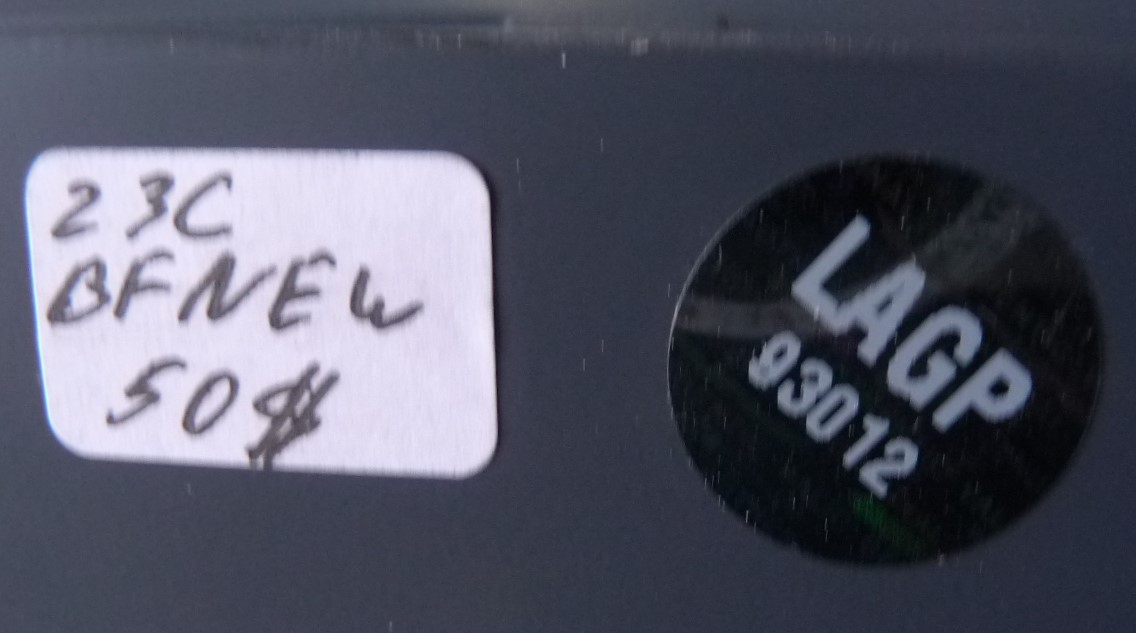 23C
BFNEW
50$
LAGP
93012